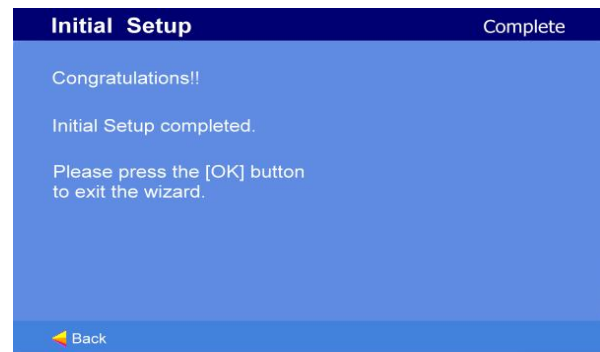 Initial Setup
Complete
Congratulations!!
Initial Setup completed.
Please press the [OK] button
to exit the wizard.
Back